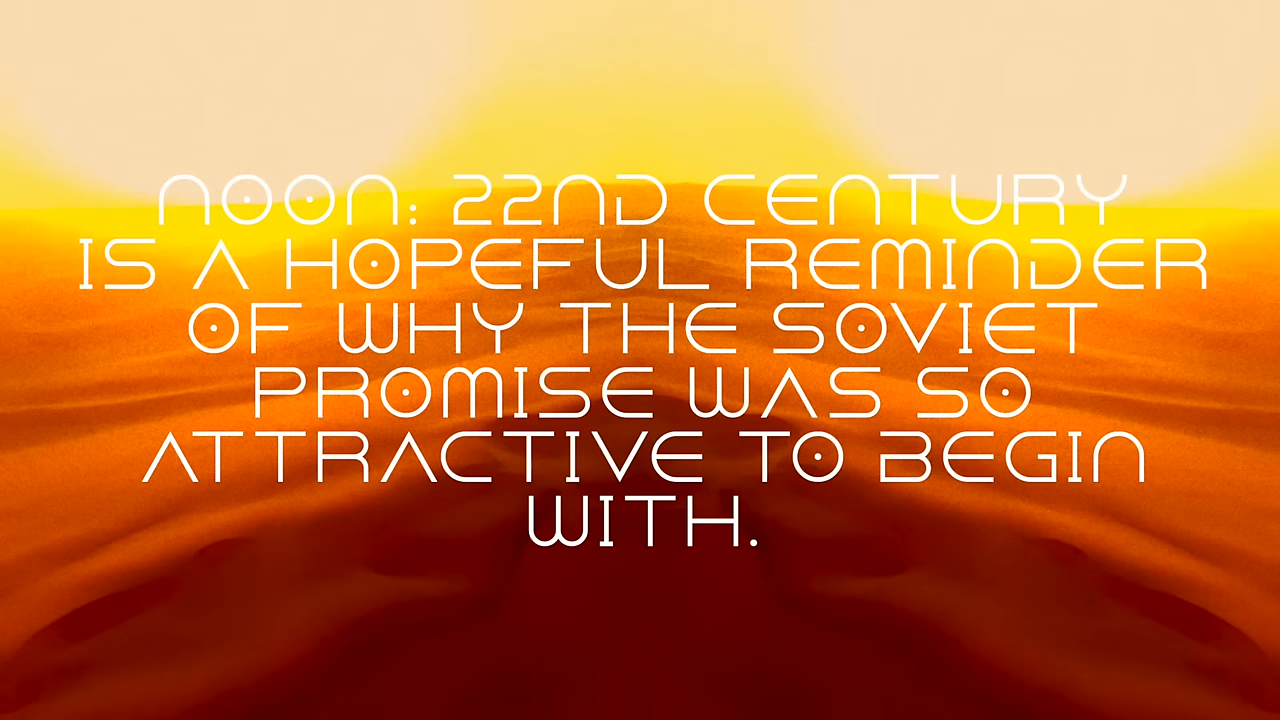 NOON: 22ND CENTURY
IS A HOPEFUL REMINDER
OF WHY THE SOVIET
PROMISE WAS SO
ATTRACTIVE TO BEGIN
WITH.